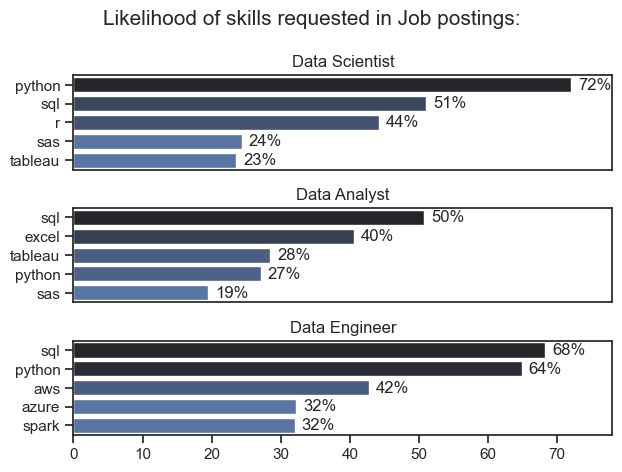 Likelihood of skills requested in Job postings:
Data Scientist
python 72%
sql 51%
r 44%
sas 24%
tableau 23%
Data Analyst
sql 50%
excel 40%
tableau 28%
python 27%
sas 19%
Data Engineer
sql 68%
python 64%
aws 42%
azure 32%
spark 32%
0 10 20 30 40 50 60 70